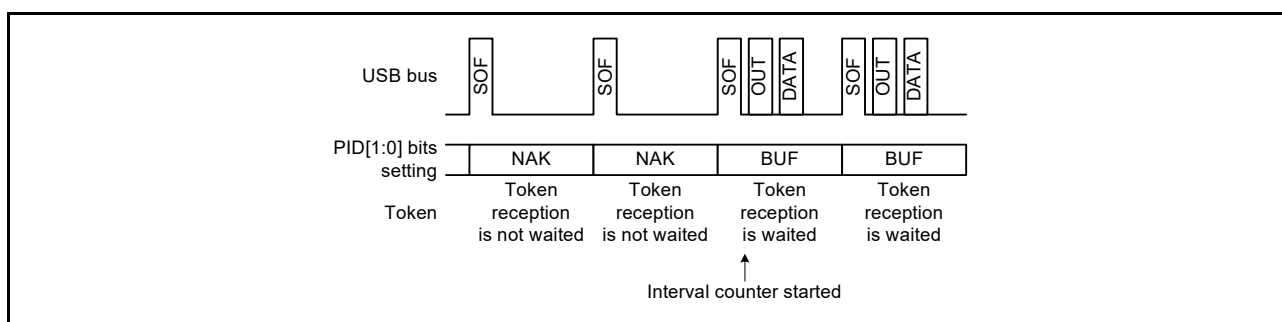 USB bus
SOF
SOF
SOF
OUT
DATA
SOF
OUT
DATA
PID[1:0] bits
setting
NAK
NAK
BUF
BUF
Token
Token
reception
is not waited
Token
reception
is not waited
Token
reception
is waited
Token
reception
is waited
Interval counter started